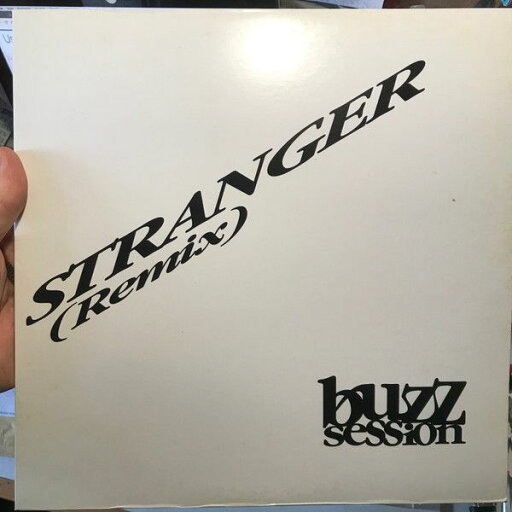 STRANGER
(Remix)
buzz
session